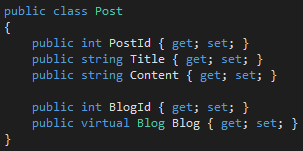 public class Post
{
    public int PostId { get; set; }
    public string Title { get; set; }
    public string Content { get; set; }

    public int BlogId { get; set; }
    public virtual Blog Blog { get; set; }
}